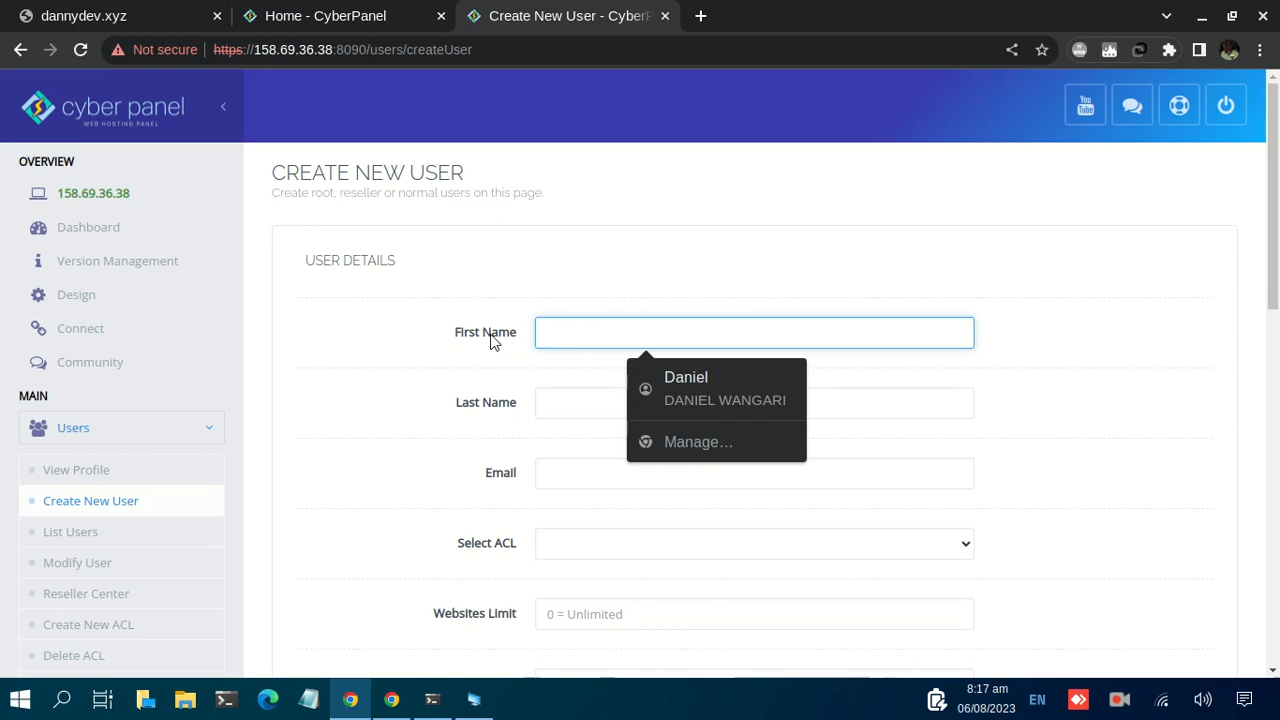 dannydev.xyz
Home - CyberPanel
Create New User - CyberP
Not secure
https://158.69.36.38:8090/users/createUser
cyber panel
WEB HOSTING PANEL
You
Tube
OVERVIEW
158.69.36.38
Dashboard
Version Management
Design
Connect
Community
MAIN
Users
View Profile
Create New User
List Users
Modify User
Reseller Center
Create New ACL
Delete ACL
CREATE NEW USER
Create root, reseller or normal users on this page.
USER DETAILS
First Name
Daniel
DANIEL WANGARI
Manage…
Last Name
Email
Select ACL
Websites Limit
0 = Unlimited
EN
8:17 am
06/08/2023